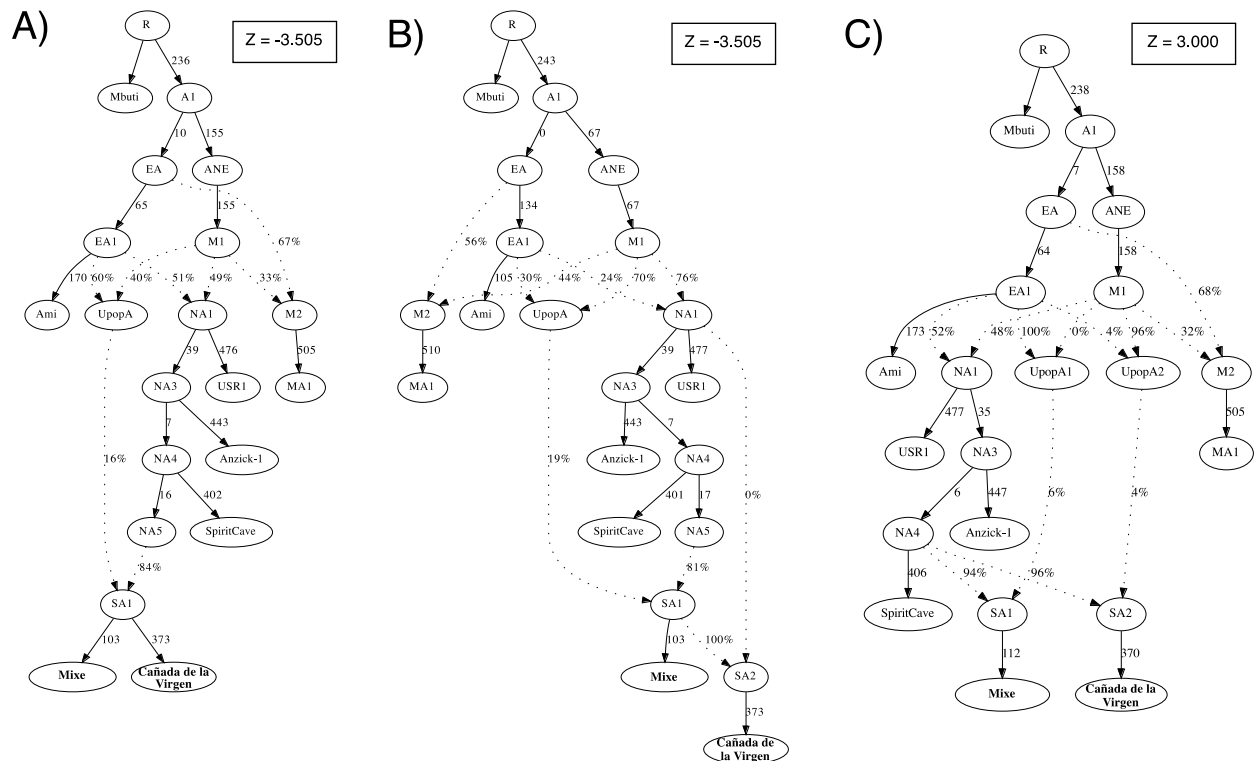 A)
Z = -3.505
R
236
Mbuti
A1
10
155
EA
ANE
65
155
EA1
M1
67%
170
60%
40%
51%
49%
33%
Ami
UpopA
NA1
M2
39
476
505
NA3
USR1
MA1
7
443
16%
NA4
Anzick-1
16
402
NA5
SpiritCave
84%
SA1
103
373
Mixe
Cañada de la
Virgen
B)
Z = -3.505
R
243
Mbuti
A1
0
67
EA
ANE
134
67
56%
EA1
M1
105
30%
44%
24%
70%
76%
M2
Ami
UpopA
NA1
510
39
477
MA1
NA3
USR1
443
7
Anzick-1
NA4
19%
401
17
0%
SpiritCave
NA5
81%
SA1
103
100%
Mixe
SA2
373
Cañada de
la Virgen
C)
Z = 3.000
R
238
Mbuti
A1
7
158
EA
ANE
64
158
68%
EA1
M1
173
52%
48%
100%
0%
4%
96%
32%
Ami
NA1
UpopA1
UpopA2
M2
477
35
505
USR1
NA3
MA1
6
447
6%
4%
NA4
Anzick-1
406
94%
96%
SpiritCave
SA1
SA2
112
370
Mixe
Cañada de la
Virgen